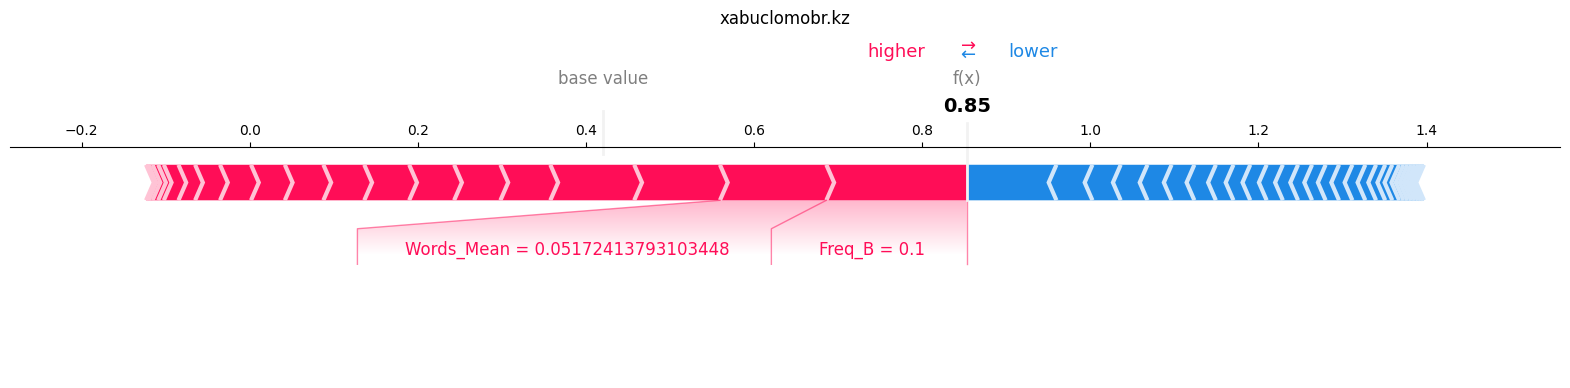 xabuclomobr.kz
higher ⇄ lower
base value f(x)
0.85
−0.2 0.0 0.2 0.4 0.6 0.8 1.0 1.2 1.4
Words_Mean = 0.05172413793103448 Freq_B = 0.1